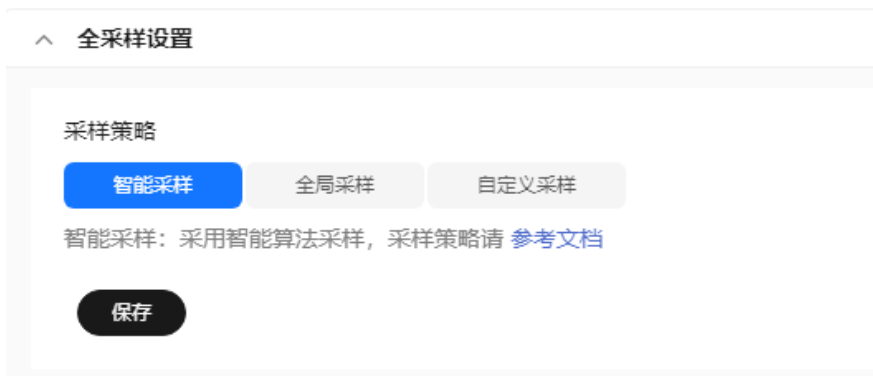 全采样设置
采样策略
智能采样 全局采样 自定义采样
智能采样：采用智能算法采样，采样策略请 参考文档
保存